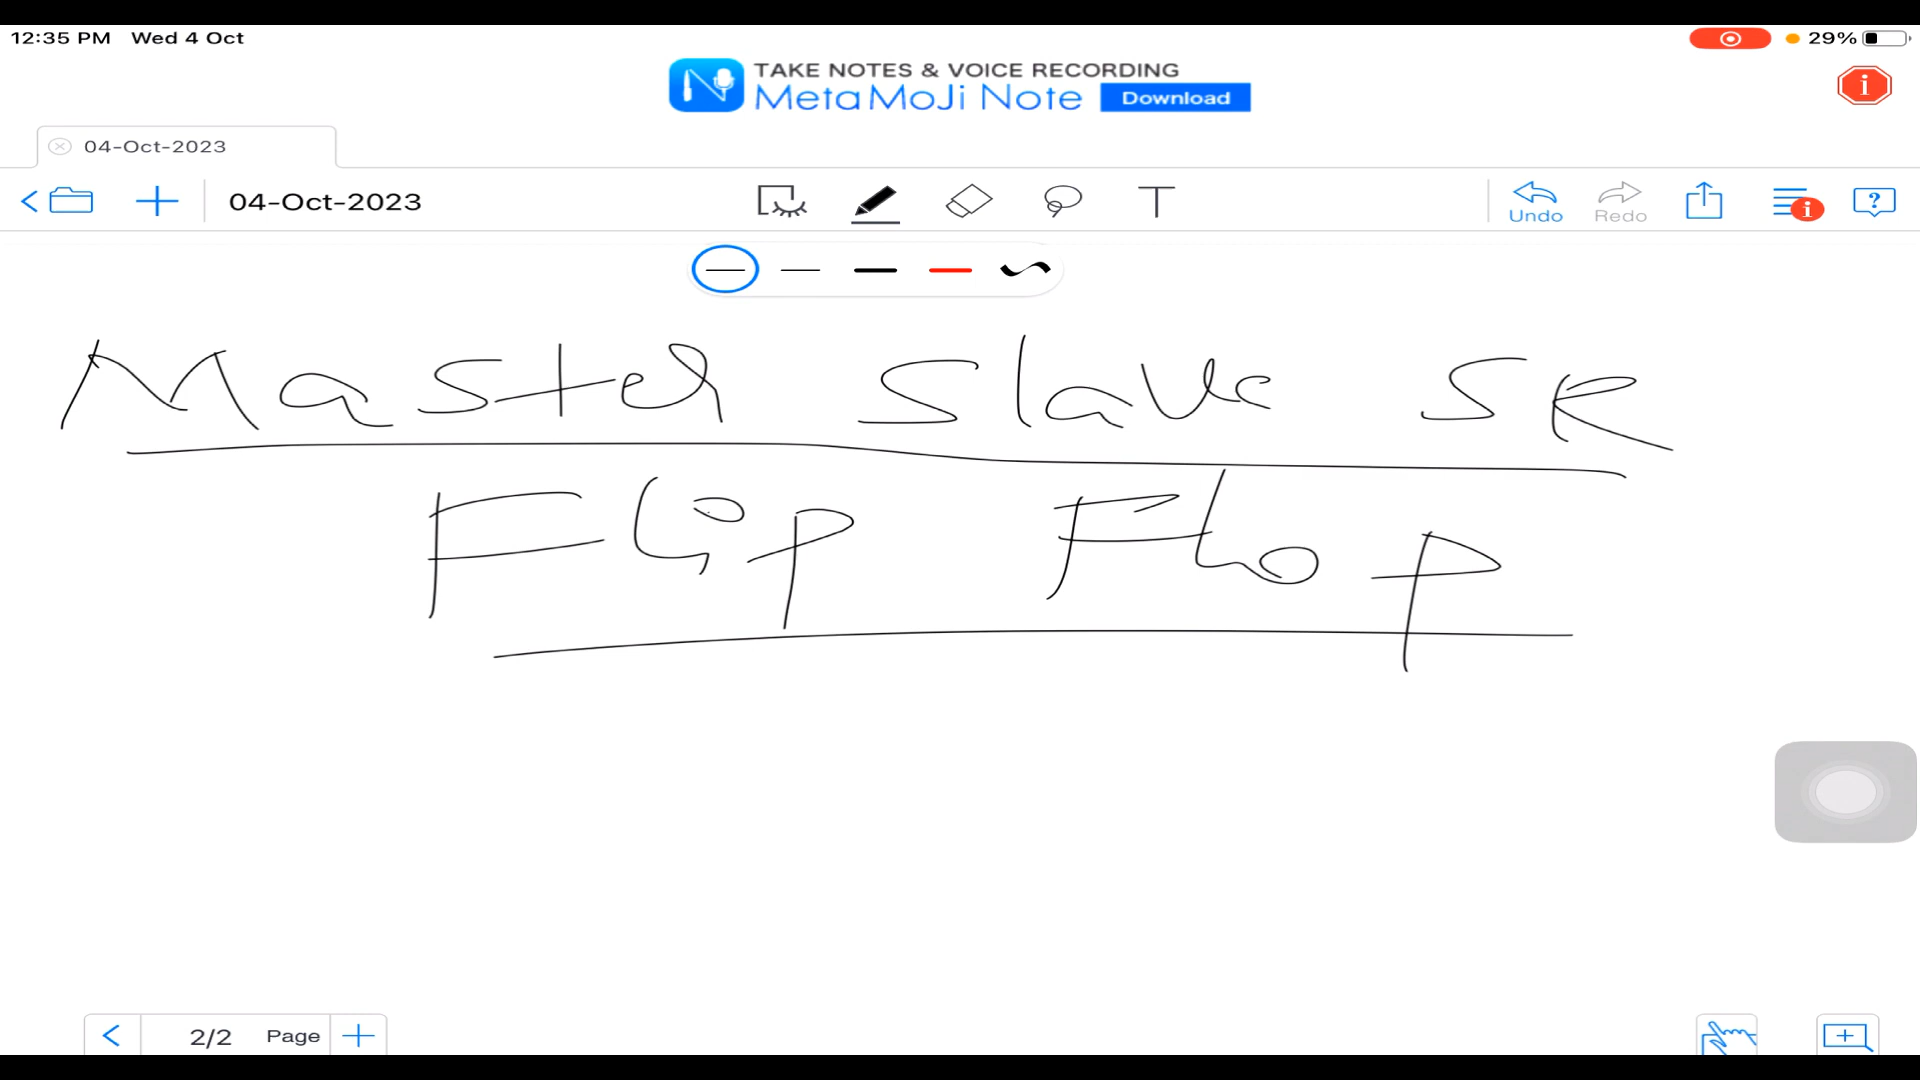 12:35 PM Wed 4 Oct 29%
TAKE NOTES & VOICE RECORDING
MetaMoJi Note Download
04-Oct-2023
04-Oct-2023 T Undo Redo
Master Slave SR
Flip Flop
2/2 Page